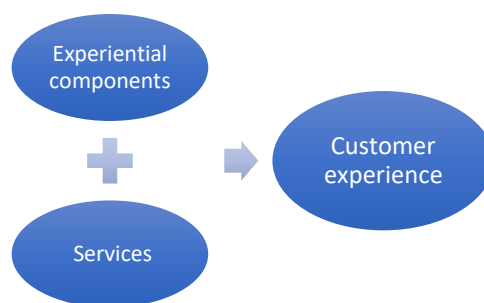 Experiential
components
Services
Customer
experience